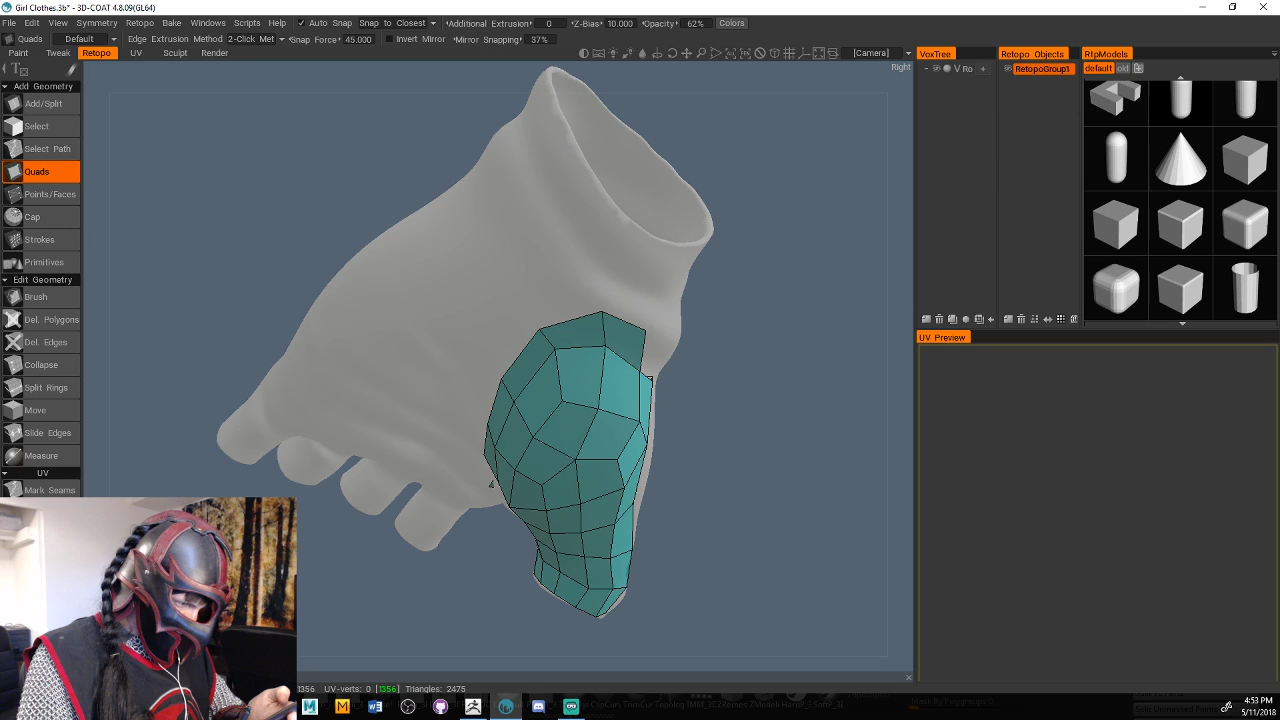 Girl Clothes.3b* - 3D-COAT 4.8.09(GL64)
File Edit View Symmetry Textures Retopo Bake Windows Scripts Help Auto Snap Snap to Closest Additional Extrusion 0 Z-Bias 10.000 Opacity 62% Colors
Quads Default Edge Extrusion Method 2-Click Met Snap Force 45.000 Invert Mirror Mirror Snapping 37%
Paint Tweak Retopo UV Sculpt Render [Camera] VoxTree Retopo Objects RtpModels
Right
V Ro +
RetopoGroup1
default old
Add Geometry
Add/Split
Select
Select Path
Quads
Points/Faces
Cap
Strokes
Primitives
Edit Geometry
Brush
Del. Polygons
Del. Edges
Collapse
Split Rings
Move
Slide Edges
Measure
UV
Mark Seams
UV Preview
1356 UV-verts: 0 [1356] Triangles: 2475
4:53 PM
5/11/2018